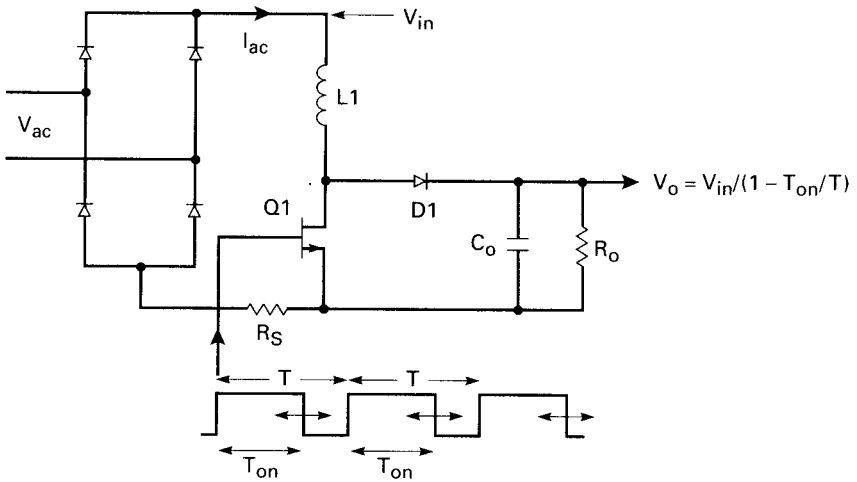 V_in
I_ac
L1
V_ac
V_o = V_in/(1 – T_on/T)
Q1
D1
C_o
R_o
R_S
T
T
T_on
T_on